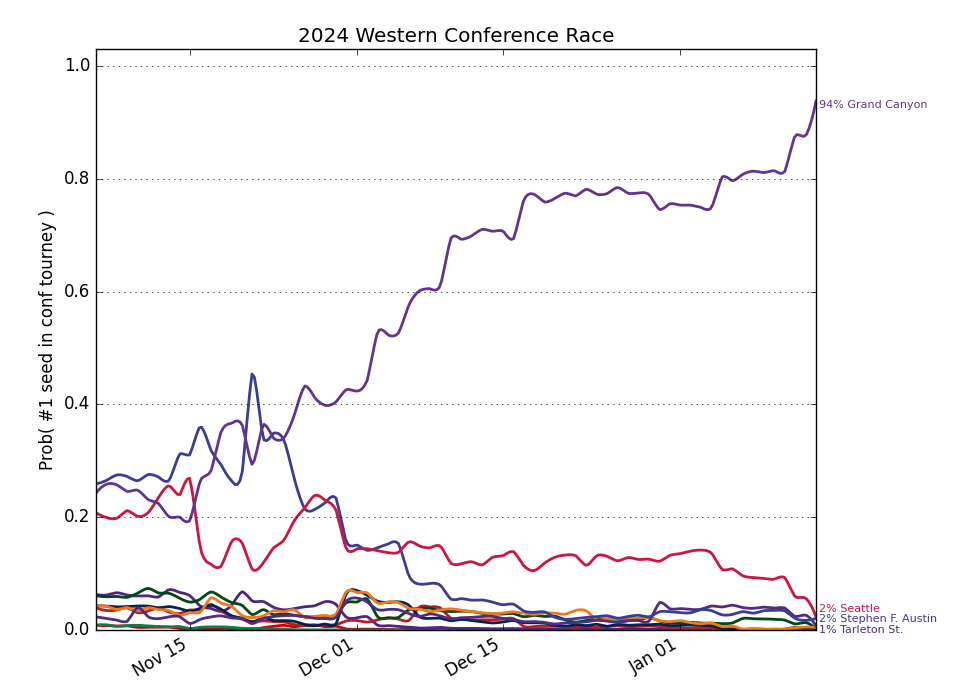 2024 Western Conference Race
Prob( #1 seed in conf tourney )
1.0
0.8
0.6
0.4
0.2
0.0
Nov 15
Dec 01
Dec 15
Jan 01
94% Grand Canyon
2% Seattle
2% Stephen F. Austin
1% Tarleton St.